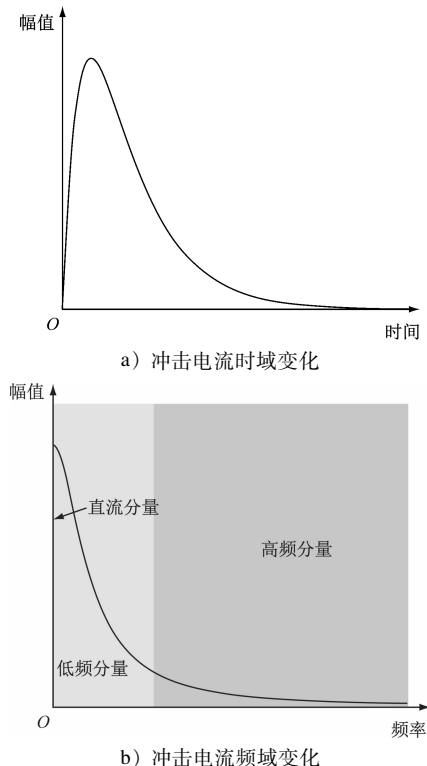 幅值
O
时间
a）冲击电流时域变化
幅值
直流分量
高频分量
低频分量
O
频率
b）冲击电流频域变化